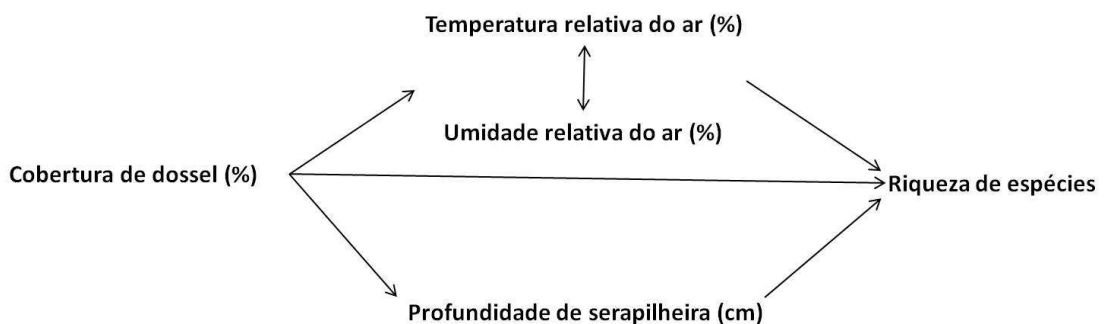 Temperatura relativa do ar (%)
Umidade relativa do ar (%)
Cobertura de dossel (%)
Riqueza de espécies
Profundidade de serapilheira (cm)